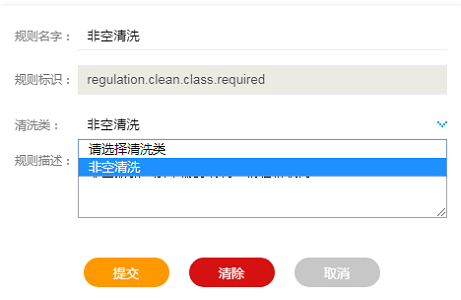 规则名字：
非空清洗
规则标识：
regulation.clean.class.required
清洗类：
非空清洗
请选择清洗类
非空清洗
规则描述：
提交
清除
取消